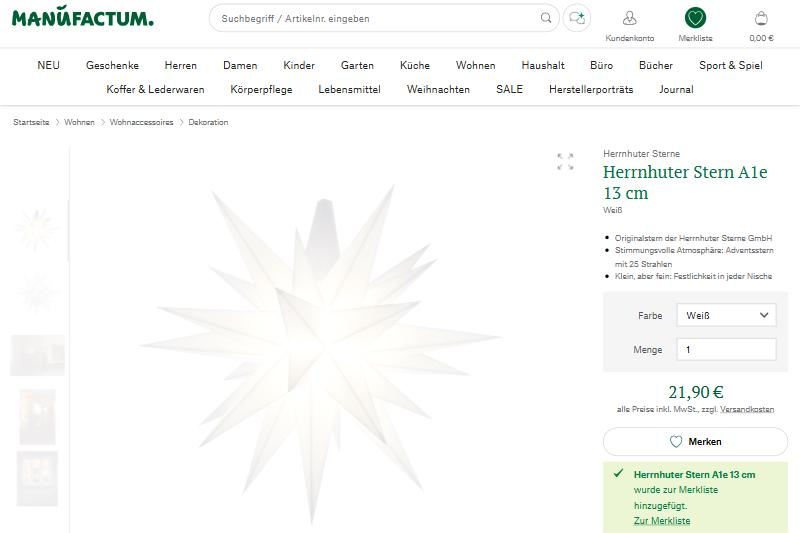 MANUFACTUM.
Suchbegriff / Artikelnr. eingeben
Kundenkonto
Merkliste
0,00 €
NEU Geschenke Herren Damen Kinder Garten Küche Wohnen Haushalt Büro Bücher Sport & Spiel
Koffer & Lederwaren Körperpflege Lebensmittel Weihnachten SALE Herstellerporträts Journal
Startseite Wohnen Wohnaccessoires Dekoration
Herrnhuter Sterne
Herrnhuter Stern A1e
13 cm
Weiß
Originalstern der Herrnhuter Sterne GmbH
Stimmungsvolle Atmosphäre: Adventsstern
mit 25 Strahlen
Klein, aber fein: Festlichkeit in jeder Nische
Farbe Weiß
Menge 1
21,90 €
alle Preise inkl. MwSt., zzgl. Versandkosten
Merken
Herrnhuter Stern A1e 13 cm
wurde zur Merkliste
hinzugefügt.
Zur Merkliste